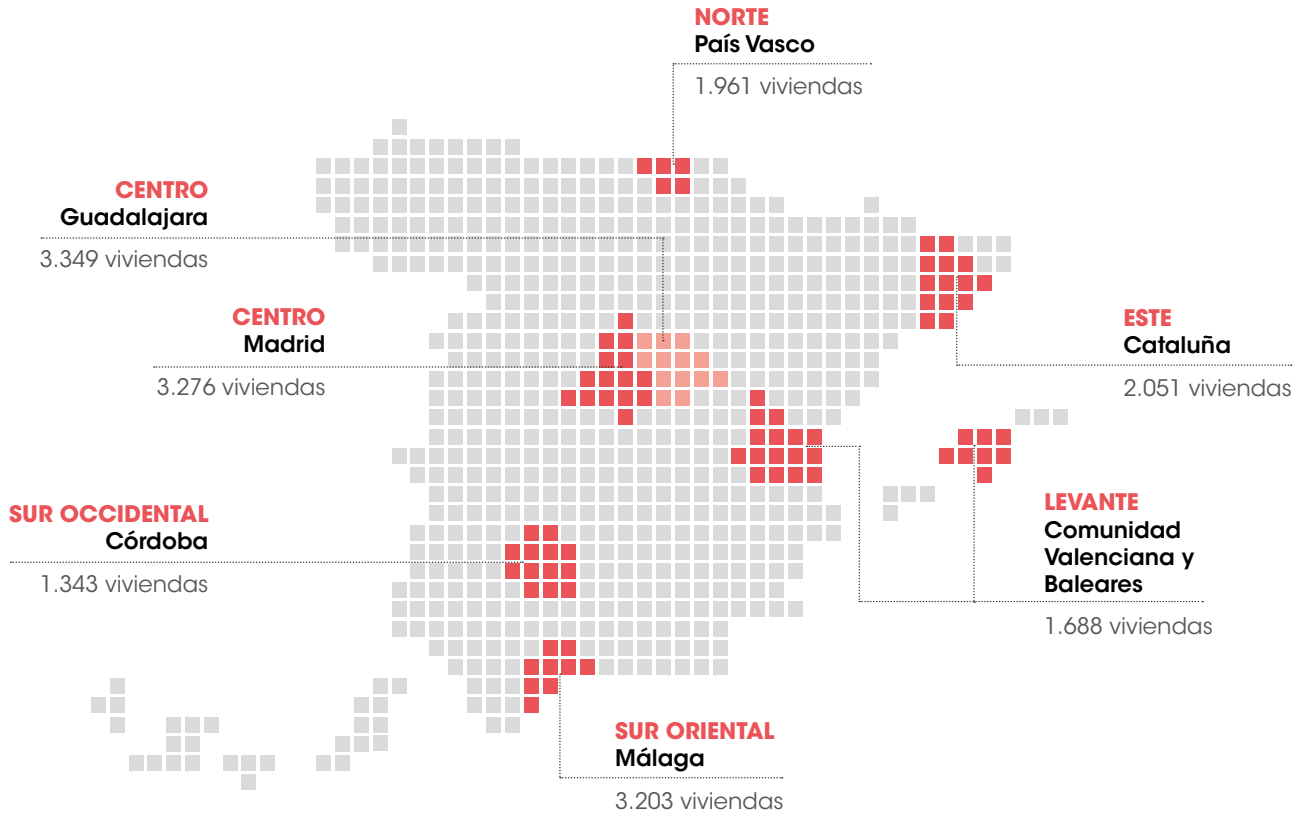 NORTE
País Vasco
1.961 viviendas
CENTRO
Guadalajara
3.349 viviendas
CENTRO
Madrid
3.276 viviendas
ESTE
Cataluña
2.051 viviendas
SUR OCCIDENTAL
Córdoba
1.343 viviendas
LEVANTE
Comunidad
Valenciana y
Baleares
1.688 viviendas
SUR ORIENTAL
Málaga
3.203 viviendas